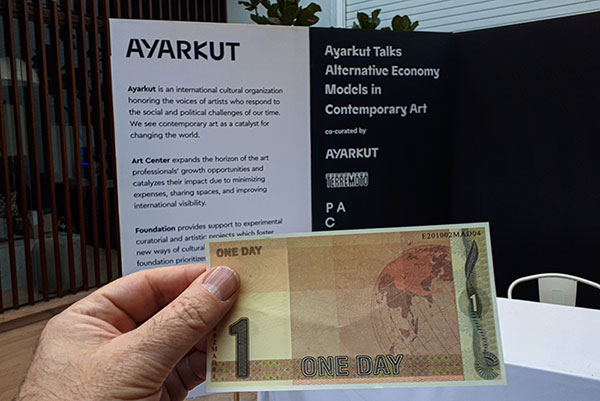 AYARKUT
Ayarkut is an international cultural organization
honoring the voices of artists who respond to
the social and political challenges of our time.
We see contemporary art as a catalyst for
changing the world.
Art Center expands the horizon of the art
professionals' growth opportunities and
catalyzes their impact due to minimizing
expenses, sharing spaces, and improving
international visibility.
Foundation provides support to experimental
curatorial and artistic projects which foster
new ways of cultural
foundation prioritizes
Ayarkut Talks
Alternative Economy
Models in
Contemporary Art
co-curated by
AYARKUT
TERREMOTO
P A
C
ONE DAY
E201002MAD04
1
1
ONE DAY